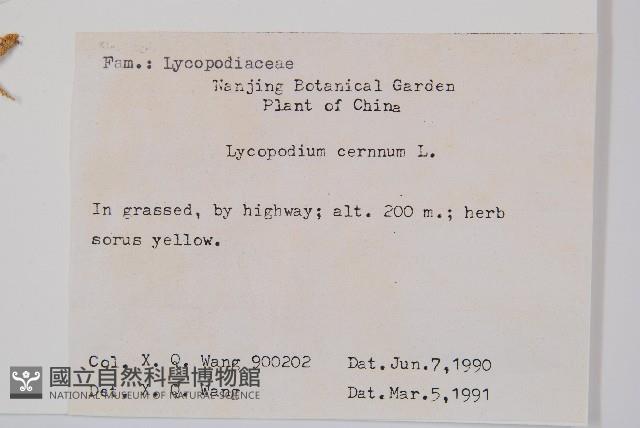 Fam.: Lycopodiaceae
Nanjing Botanical Garden
Plant of China
Lycopodium cernnum L.
In grassed, by highway; alt. 200 m.; herb
sorus yellow.
Col. X. Q. Wang 900202 Dat. Jun.7,1990
Det. X. Q. Wang Dat. Mar.5,1991
國立自然科學博物館
NATIONAL MUSEUM OF NATURAL SCIENCE